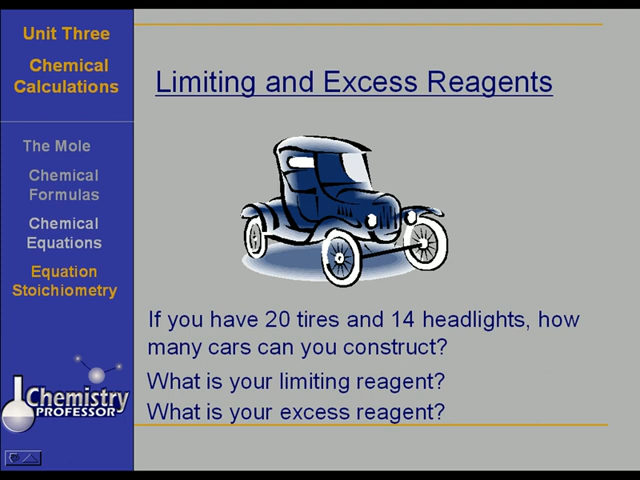 Unit Three
Chemical
Calculations
The Mole
Chemical
Formulas
Chemical
Equations
Equation
Stoichiometry
Chemistry
PROFESSOR
Limiting and Excess Reagents
If you have 20 tires and 14 headlights, how
many cars can you construct?
What is your limiting reagent?
What is your excess reagent?